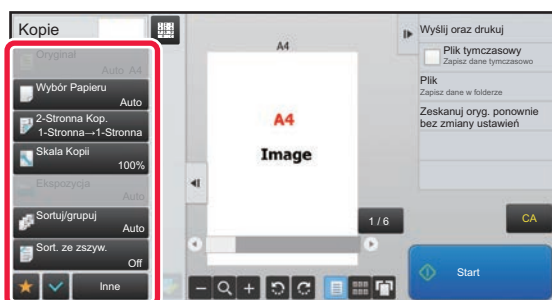 Kopie
Oryginał
Auto A4
Wybór Papieru
Auto
2-Stronna Kop.
1-Stronna→1-Stronna
Skala Kopii
100%
Ekspozycja
Auto
Sortuj/grupuj
Auto
Sort. ze zszyw.
Off
Inne
A4
A4
Image
1 / 6
Wyślij oraz drukuj
Plik tymczasowy
Zapisz dane tymczasowo
Plik
Zapisz dane w folderze
Zeskanuj oryg. ponownie
bez zmiany ustawień
CA
Start